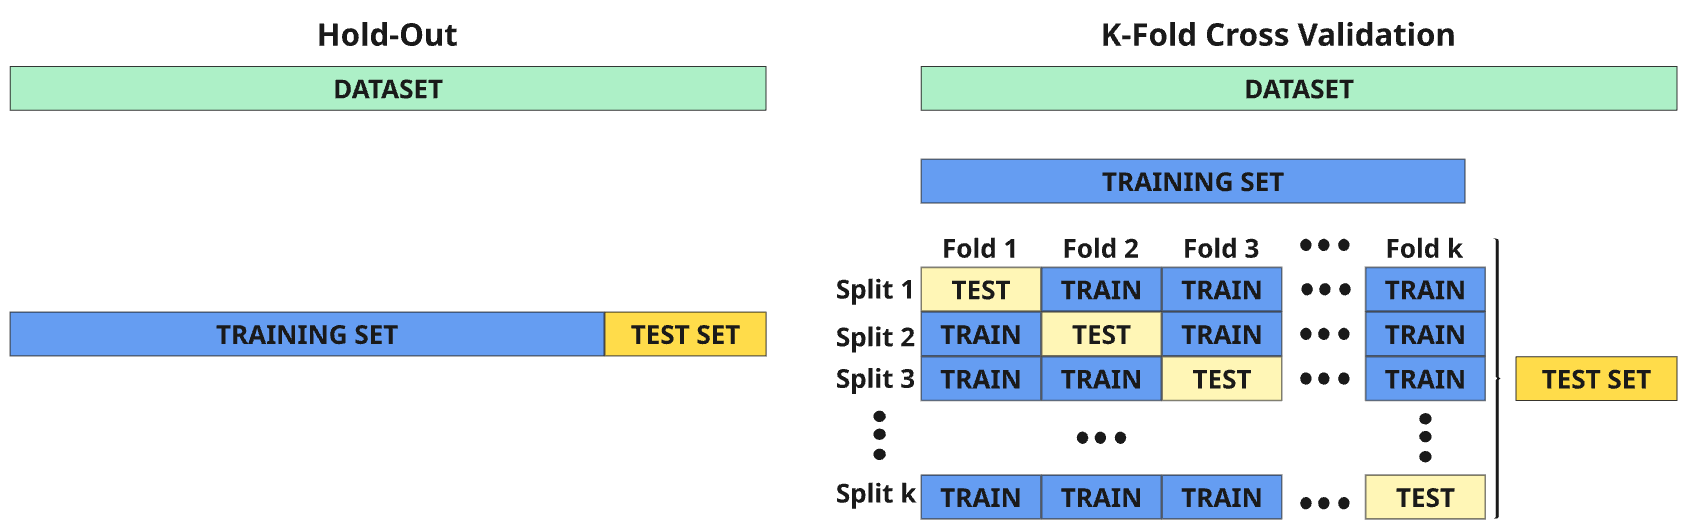 Hold-Out
DATASET
TRAINING SET TEST SET
K-Fold Cross Validation
DATASET
TRAINING SET
Fold 1 Fold 2 Fold 3 ••• Fold k
Split 1 TEST TRAIN TRAIN ••• TRAIN
Split 2 TRAIN TEST TRAIN ••• TRAIN
Split 3 TRAIN TRAIN TEST ••• TRAIN
Split k TRAIN TRAIN TRAIN ••• TEST
TEST SET